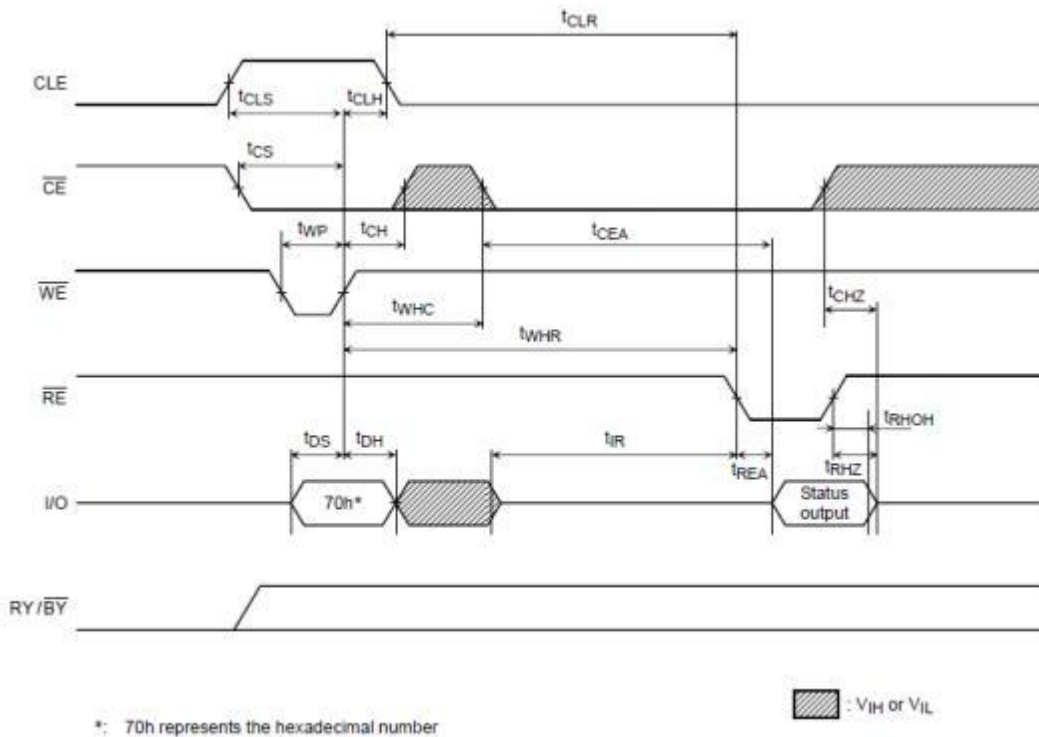 tCLR
CLE
tCLS
tCLH
tCS
CE
tWP
tCH
tCEA
WE
tCHZ
tWHC
tWHR
RE
tRHOH
tDS
tDH
tIR
tREA
tRHZ
I/O
70h*
Status
output
RY/BY
: VIH or VIL
*: 70h represents the hexadecimal number